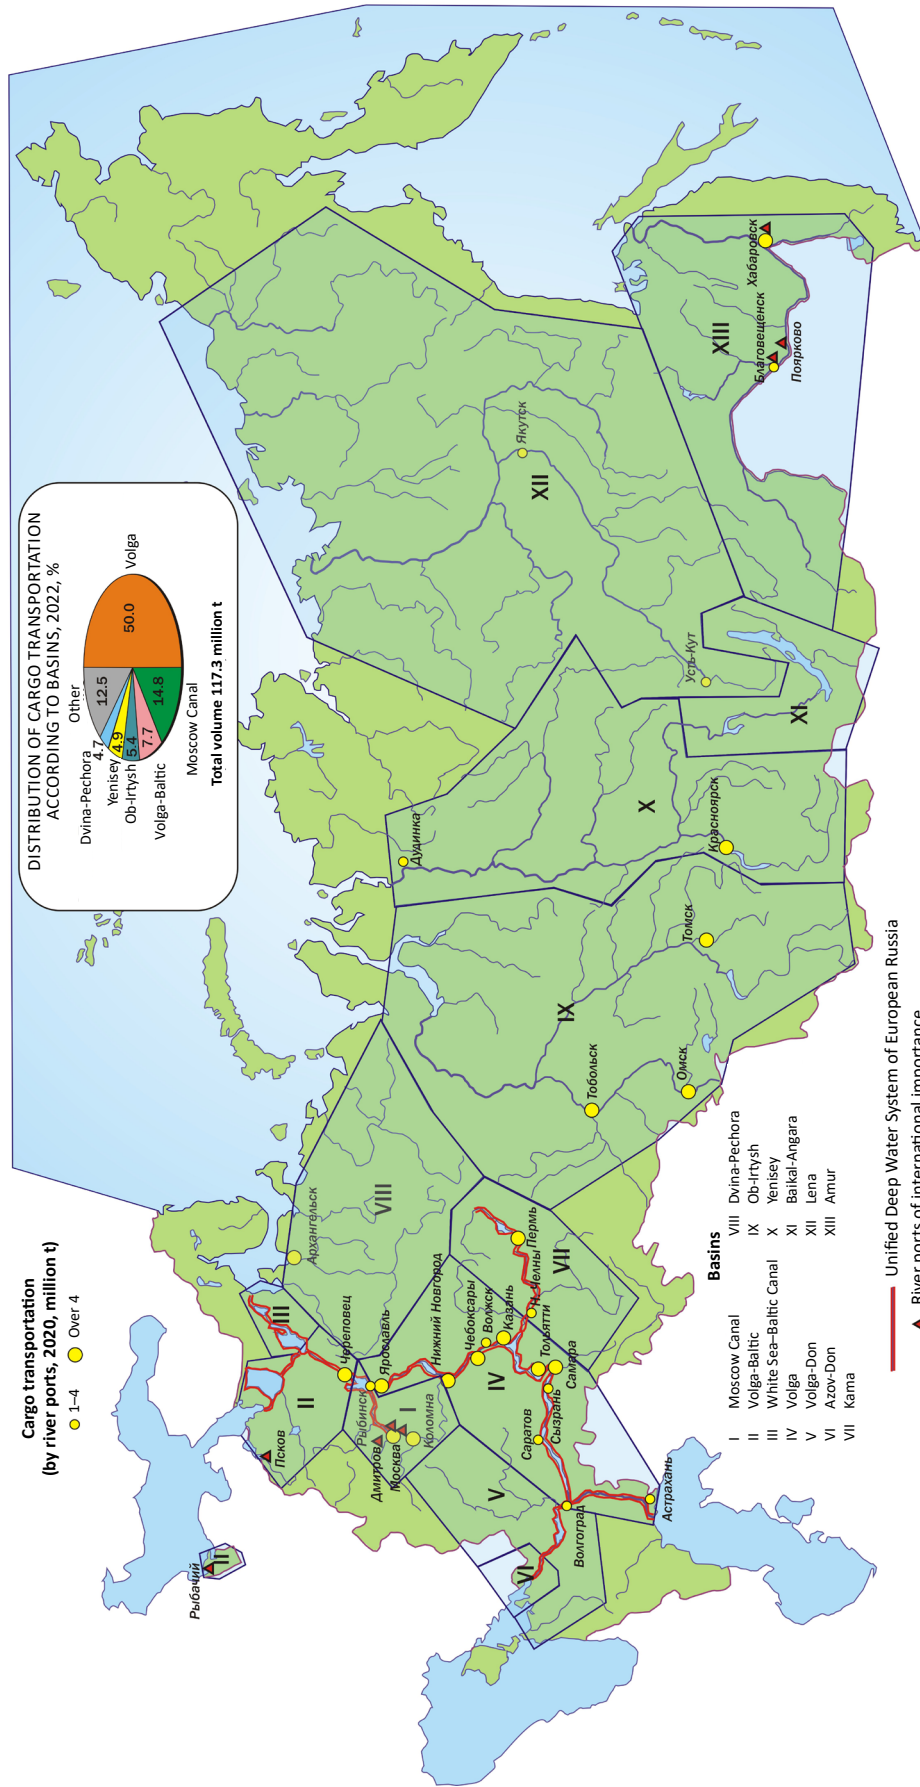 DISTRIBUTION OF CARGO TRANSPORTATION
ACCORDING TO BASINS, 2022, %
Dvina-Pechora
4.7
Other
12.5
Yenisey
4.9
Ob-Irtysh
5.4
Volga-Baltic
7.7
Moscow Canal
14.8
Volga
50.0
Total volume 117.3 million t
Cargo transportation
(by river ports, 2020, million t)
1–4
Over 4
Рыбачий
II
Псков
II
III
Архангельск
VIII
Череповец
Рыбинск
Ярославль
Дмитров
Москва
I
Коломна
Нижний Новгород
Чебоксары
Волжск
Казань
IV
Н. Челны
Пермь
VII
Тольятти
Самара
Сызрань
Саратов
V
VI
Волгоград
Астрахань
Тобольск
Омск
IX
Томск
Дудинка
X
Красноярск
XI
Усть-Кут
XII
Якутск
XIII
Благовещенск
Поярково
Хабаровск
Basins
I Moscow Canal
II Volga-Baltic
III White Sea–Baltic Canal
IV Volga
V Volga-Don
VI Azov-Don
VII Kama
VIII Dvina-Pechora
IX Ob-Irtysh
X Yenisey
XI Baikal-Angara
XII Lena
XIII Amur
Unified Deep Water System of European Russia
River ports of international importance